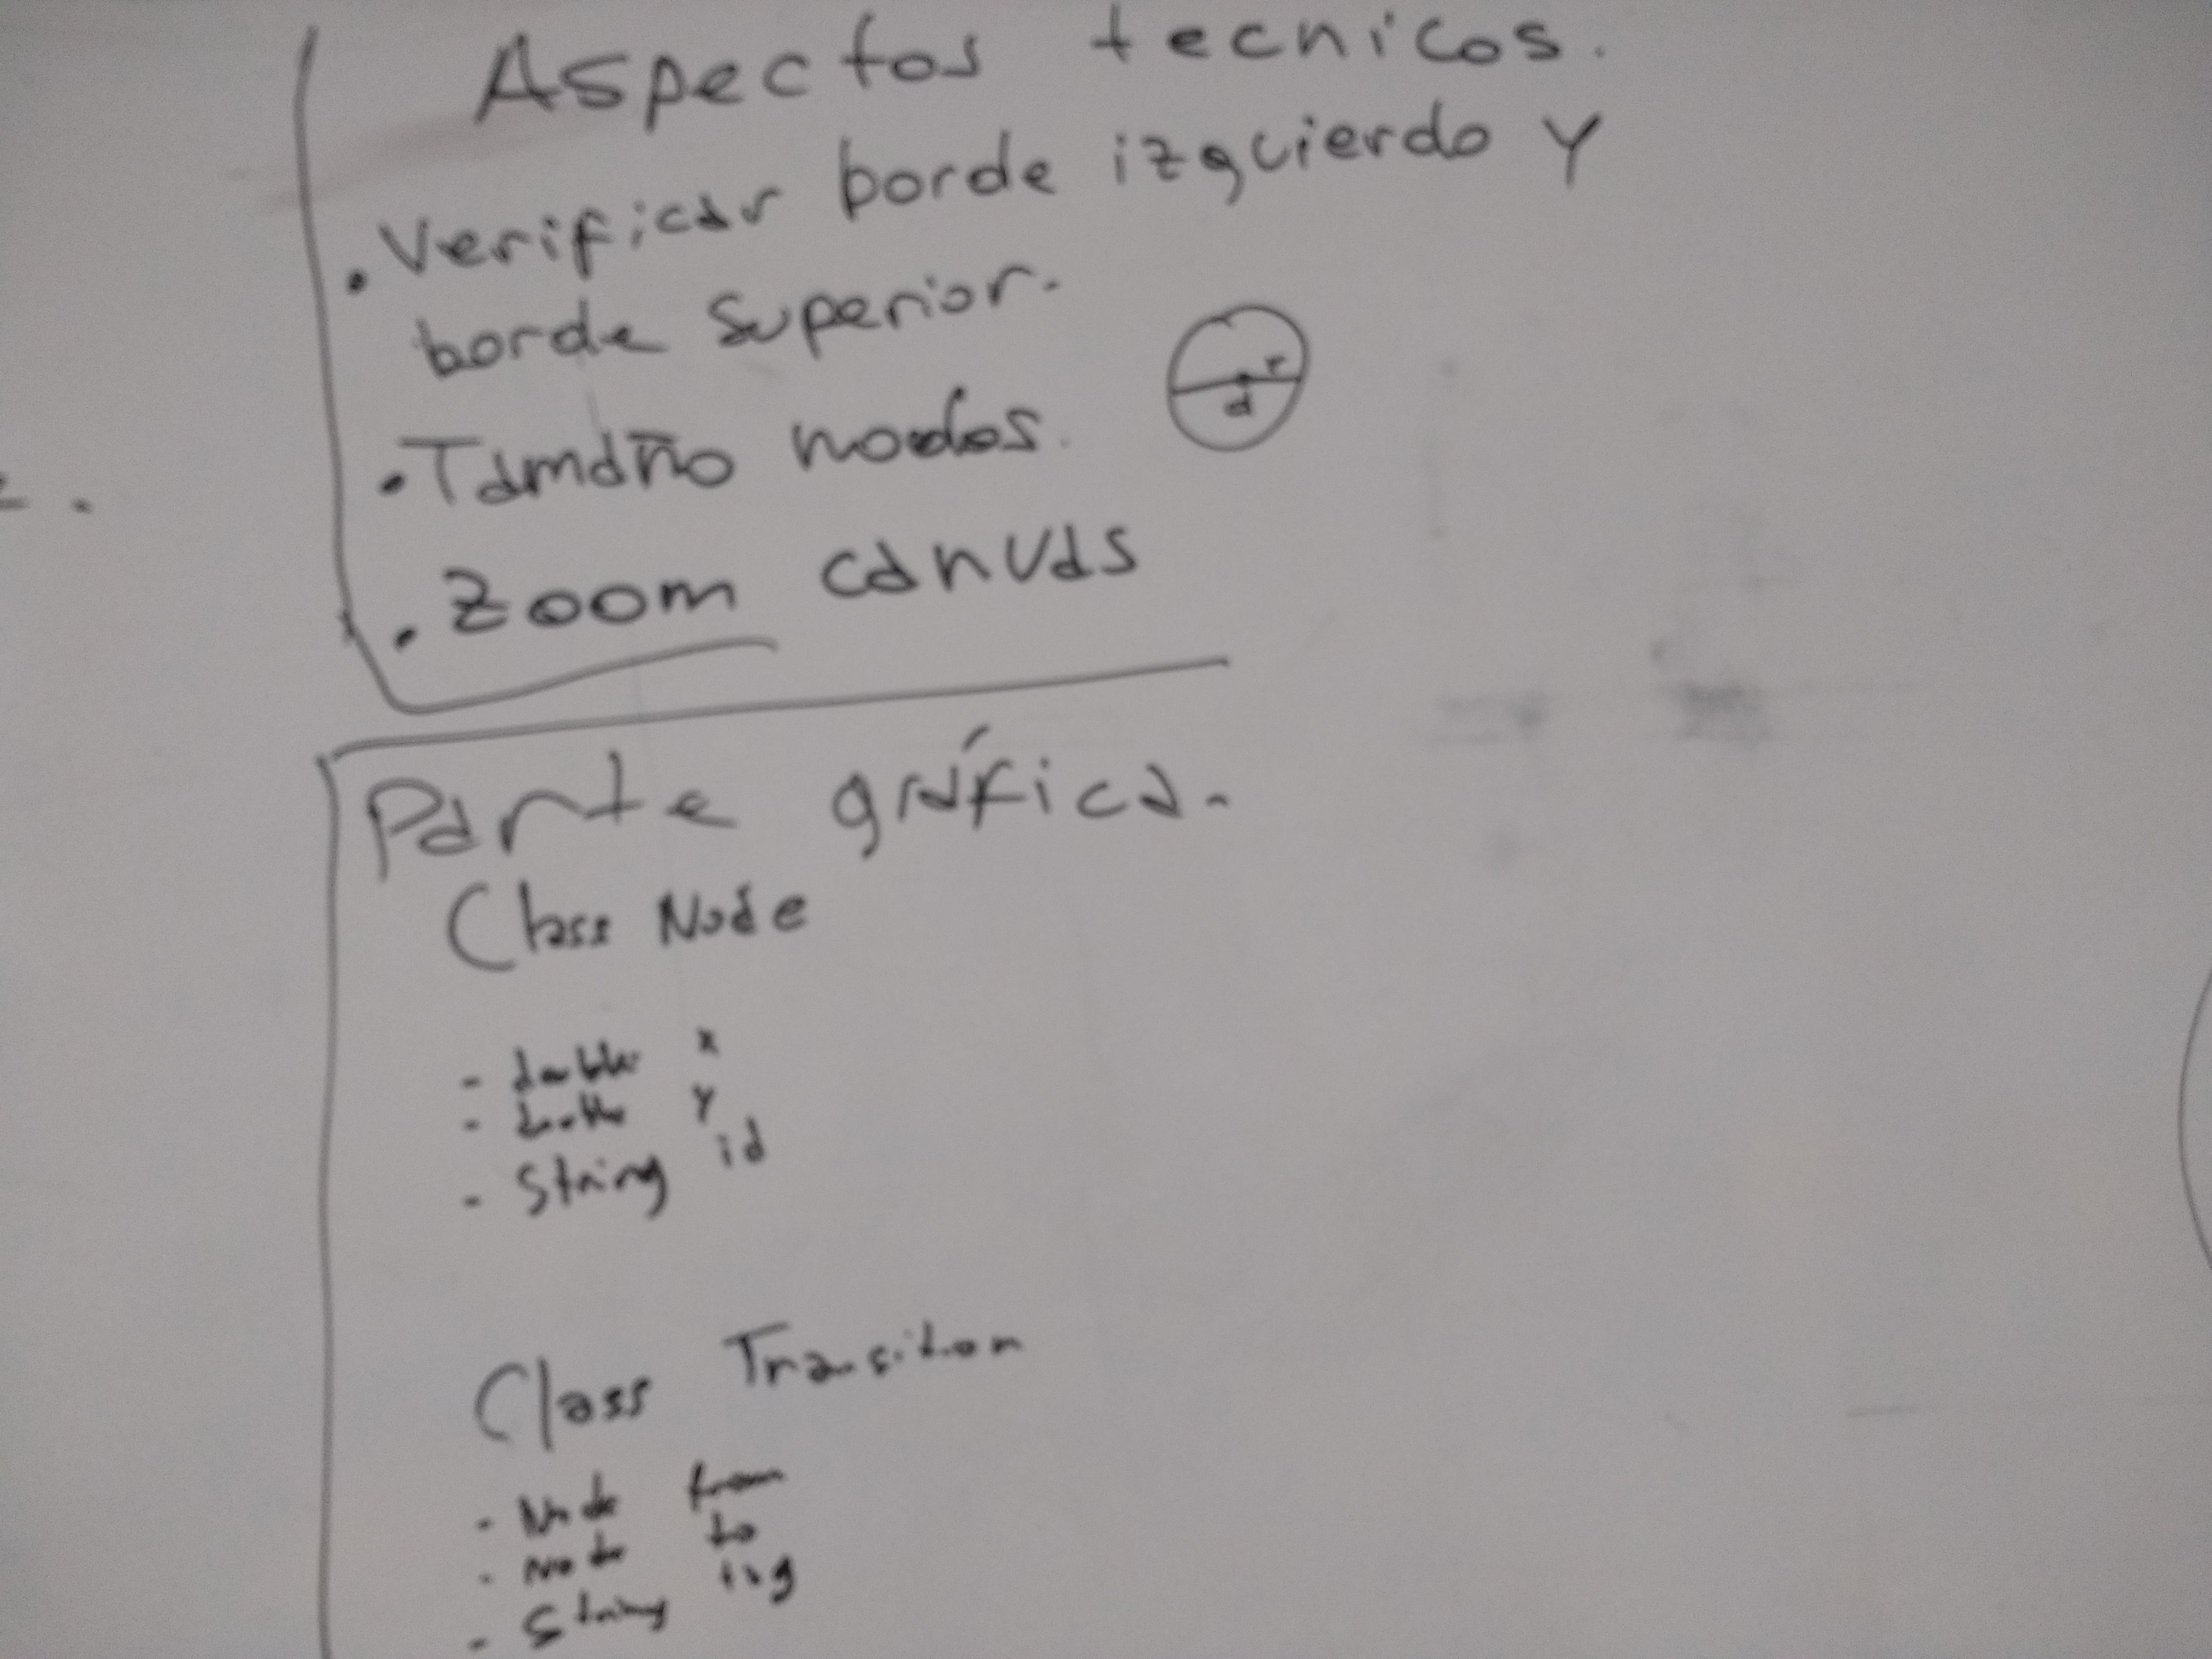 Aspectos tecnicos.
. Verificar borde izquierdo y
borde superior.
. Tamaño nodos.
r
d
. Zoom canvas
Parte gráfica.
Class Node
- double x
- double y
- String id
Class Transition
- Node from
- Node to
- String